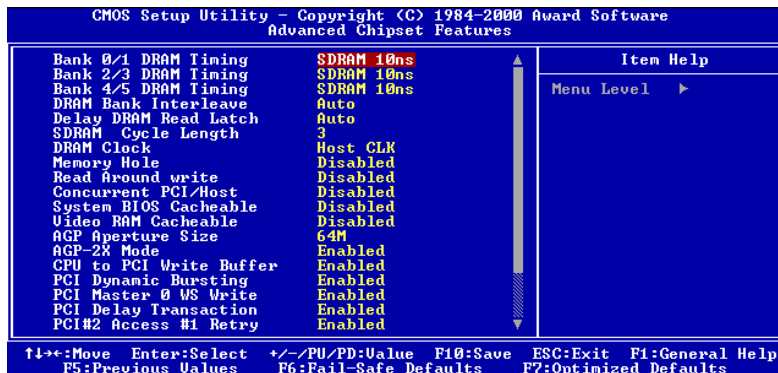 CMOS Setup Utility - Copyright (C) 1984-2000 Award Software
Advanced Chipset Features
Bank 0/1 DRAM Timing SDRAM 10ns
Bank 2/3 DRAM Timing SDRAM 10ns
Bank 4/5 DRAM Timing SDRAM 10ns
DRAM Bank Interleave Auto
Delay DRAM Read Latch Auto
SDRAM Cycle Length 3
DRAM Clock Host CLK
Memory Hole Disabled
Read Around write Disabled
Concurrent PCI/Host Disabled
System BIOS Cacheable Disabled
Video RAM Cacheable Disabled
AGP Aperture Size 64M
AGP-2X Mode Enabled
CPU to PCI Write Buffer Enabled
PCI Dynamic Bursting Enabled
PCI Master 0 WS Write Enabled
PCI Delay Transaction Enabled
PCI#2 Access #1 Retry Enabled
Item Help
Menu Level ▶
↑↓→←:Move Enter:Select +/-/PU/PD:Value F10:Save ESC:Exit F1:General Help
F5:Previous Values F6:Fail-Safe Defaults F7:Optimized Defaults